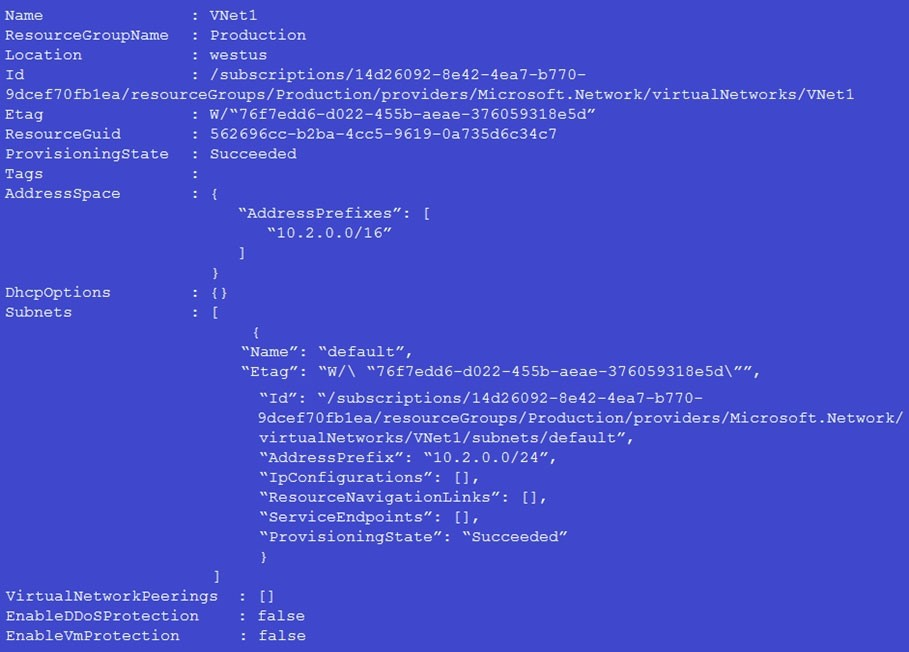 Name : VNet1
ResourceGroupName : Production
Location : westus
Id : /subscriptions/14d26092-8e42-4ea7-b770-
9dcef70fb1ea/resourceGroups/Production/providers/Microsoft.Network/virtualNetworks/VNet1
Etag : W/“76f7edd6-d022-455b-aeae-376059318e5d”
ResourceGuid : 562696cc-b2ba-4cc5-9619-0a735d6c34c7
ProvisioningState : Succeeded
Tags :
AddressSpace : {
“AddressPrefixes”: [
“10.2.0.0/16”
]
}
DhcpOptions : {}
Subnets : [
{
“Name”: “default”,
“Etag”: “W/\ “76f7edd6-d022-455b-aeae-376059318e5d\””,
“Id”: “/subscriptions/14d26092-8e42-4ea7-b770-
9dcef70fb1ea/resourceGroups/Production/providers/Microsoft.Network/
virtualNetworks/VNet1/subnets/default”,
“AddressPrefix”: “10.2.0.0/24”,
“IpConfigurations”: [],
“ResourceNavigationLinks”: [],
“ServiceEndpoints”: [],
“ProvisioningState”: “Succeeded”
}
]
VirtualNetworkPeerings : []
EnableDDoSProtection : false
EnableVmProtection : false